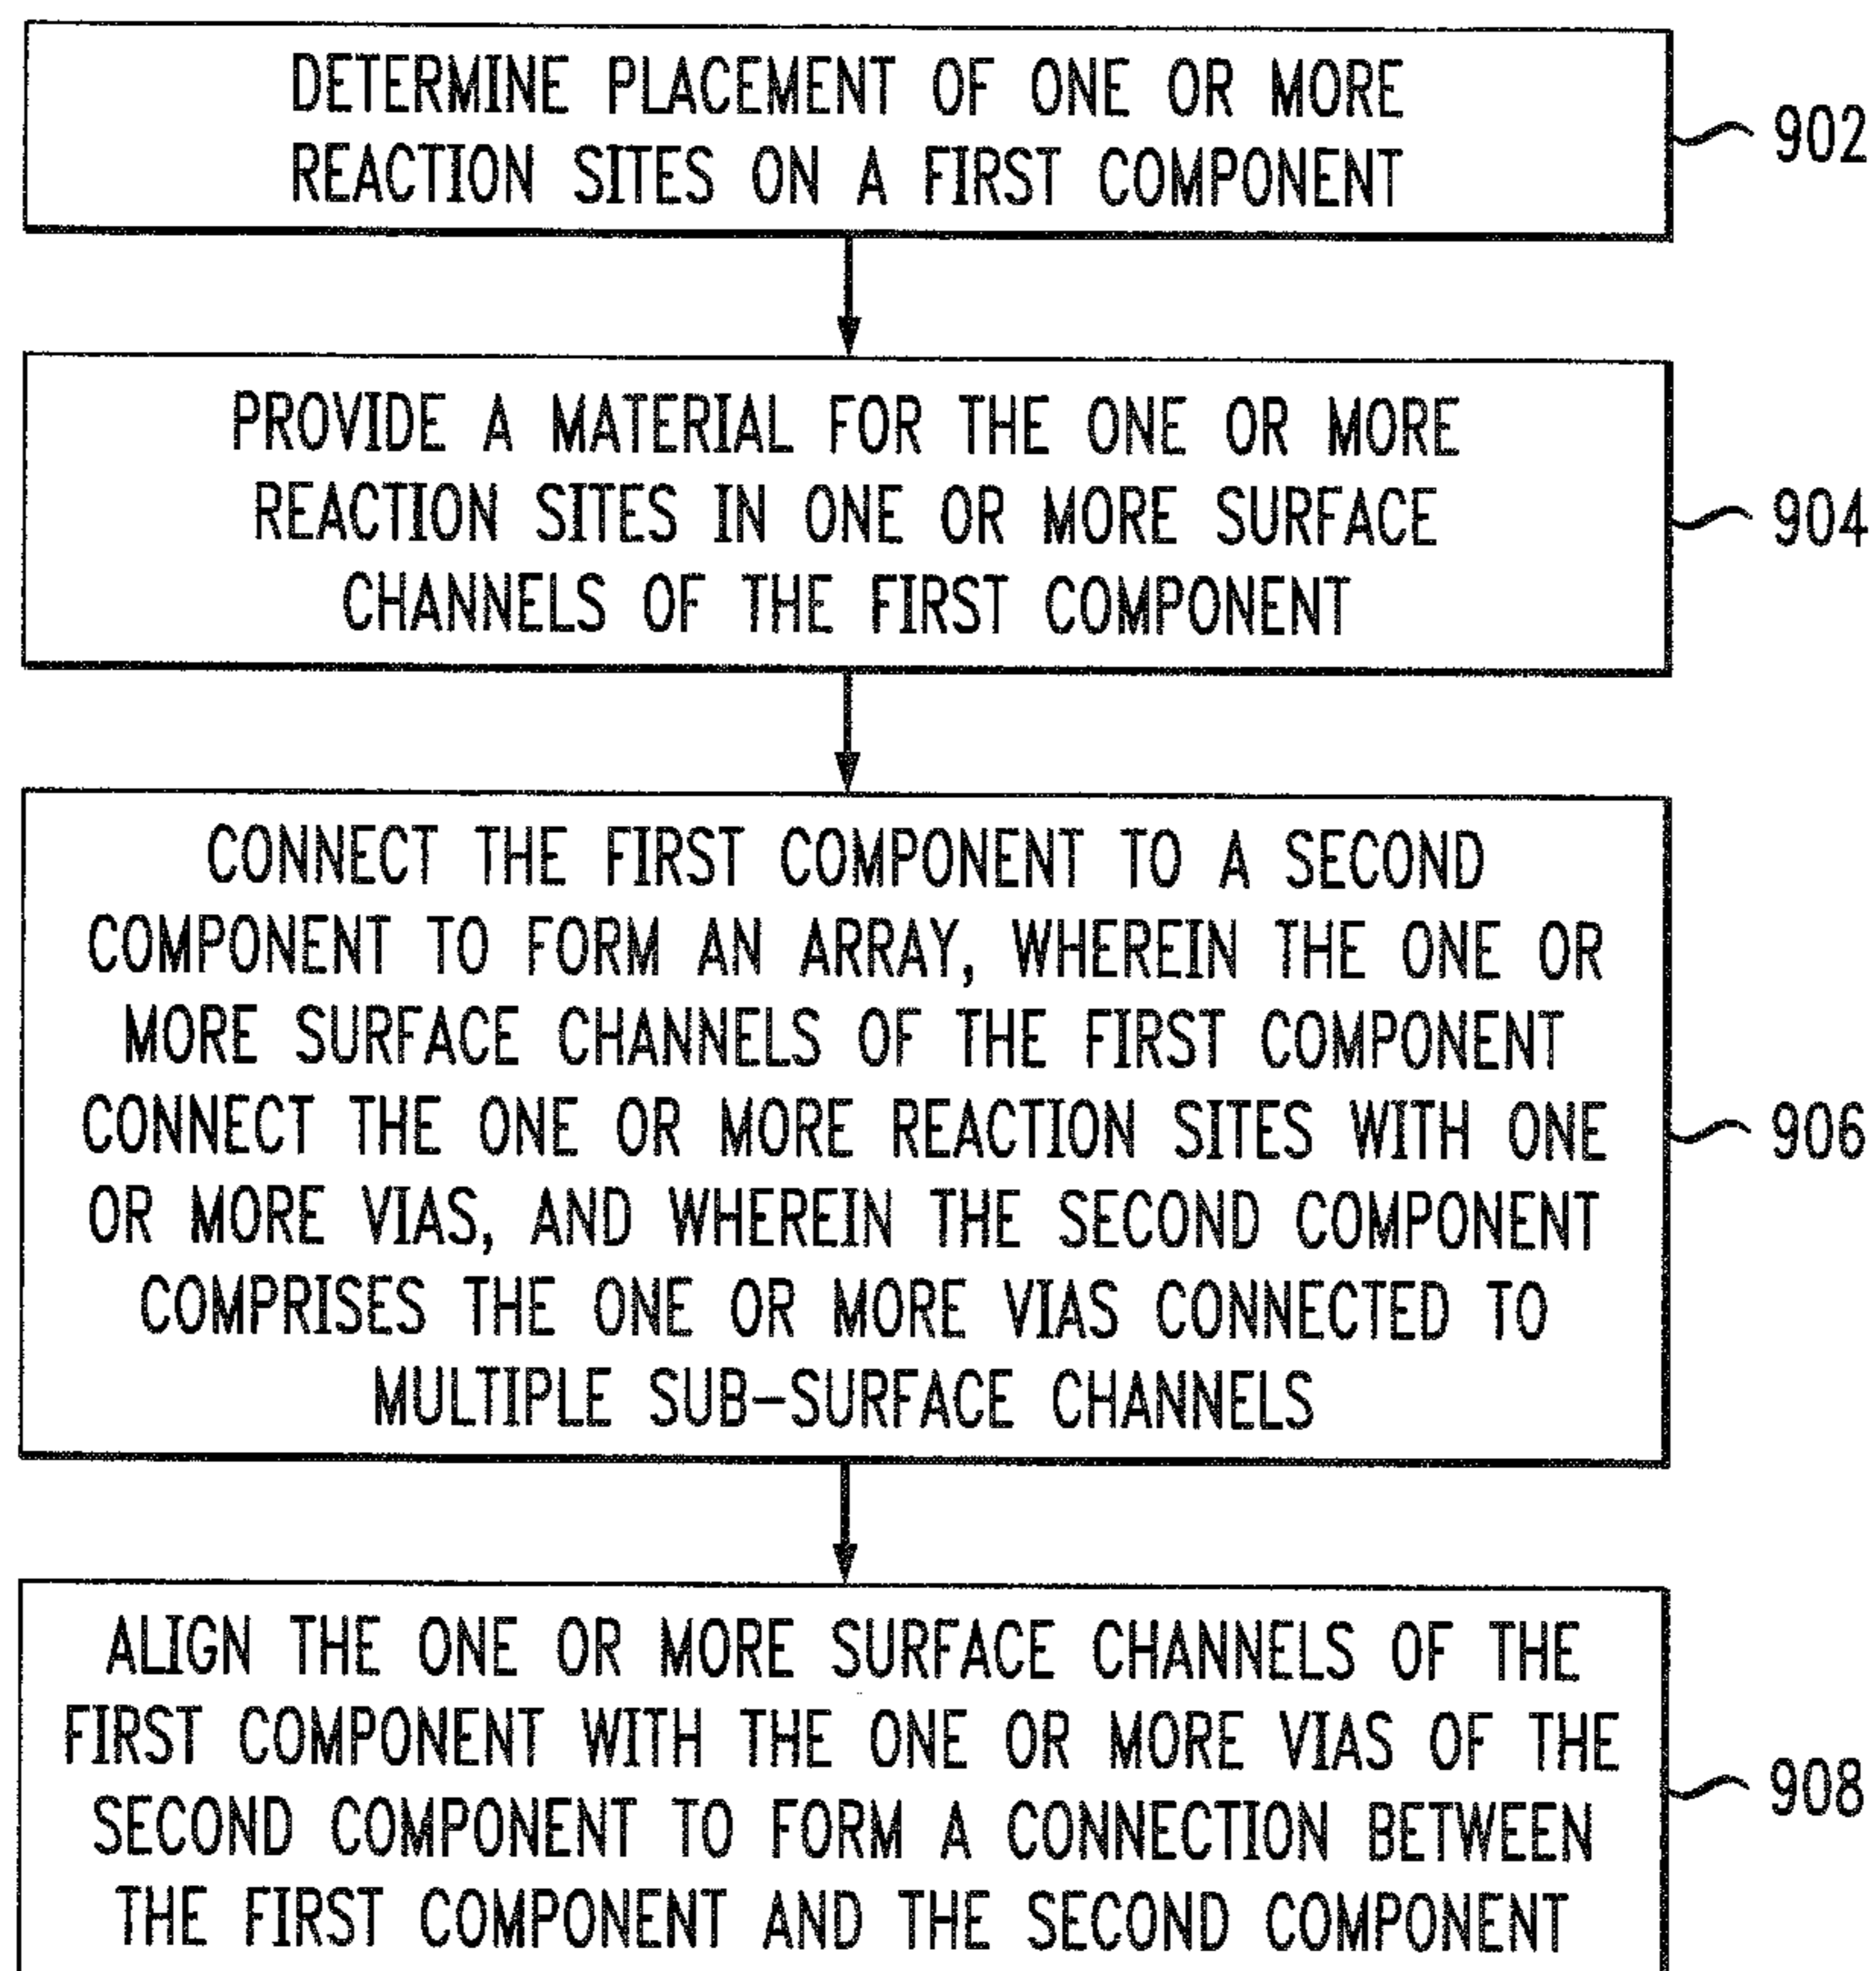 DETERMINE PLACEMENT OF ONE OR MORE
REACTION SITES ON A FIRST COMPONENT
902
PROVIDE A MATERIAL FOR THE ONE OR MORE
REACTION SITES IN ONE OR MORE SURFACE
CHANNELS OF THE FIRST COMPONENT
904
CONNECT THE FIRST COMPONENT TO A SECOND
COMPONENT TO FORM AN ARRAY, WHEREIN THE ONE OR
MORE SURFACE CHANNELS OF THE FIRST COMPONENT
CONNECT THE ONE OR MORE REACTION SITES WITH ONE
OR MORE VIAS, AND WHEREIN THE SECOND COMPONENT
COMPRISES THE ONE OR MORE VIAS CONNECTED TO
MULTIPLE SUB-SURFACE CHANNELS
906
ALIGN THE ONE OR MORE SURFACE CHANNELS OF THE
FIRST COMPONENT WITH THE ONE OR MORE VIAS OF THE
SECOND COMPONENT TO FORM A CONNECTION BETWEEN
THE FIRST COMPONENT AND THE SECOND COMPONENT
908